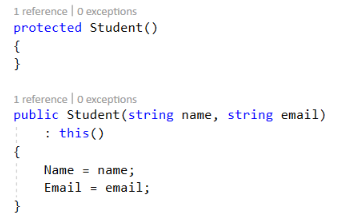 1 reference | 0 exceptions
protected Student()
{
}
1 reference | 0 exceptions
public Student(string name, string email)
    : this()
{
    Name = name;
    Email = email;
}